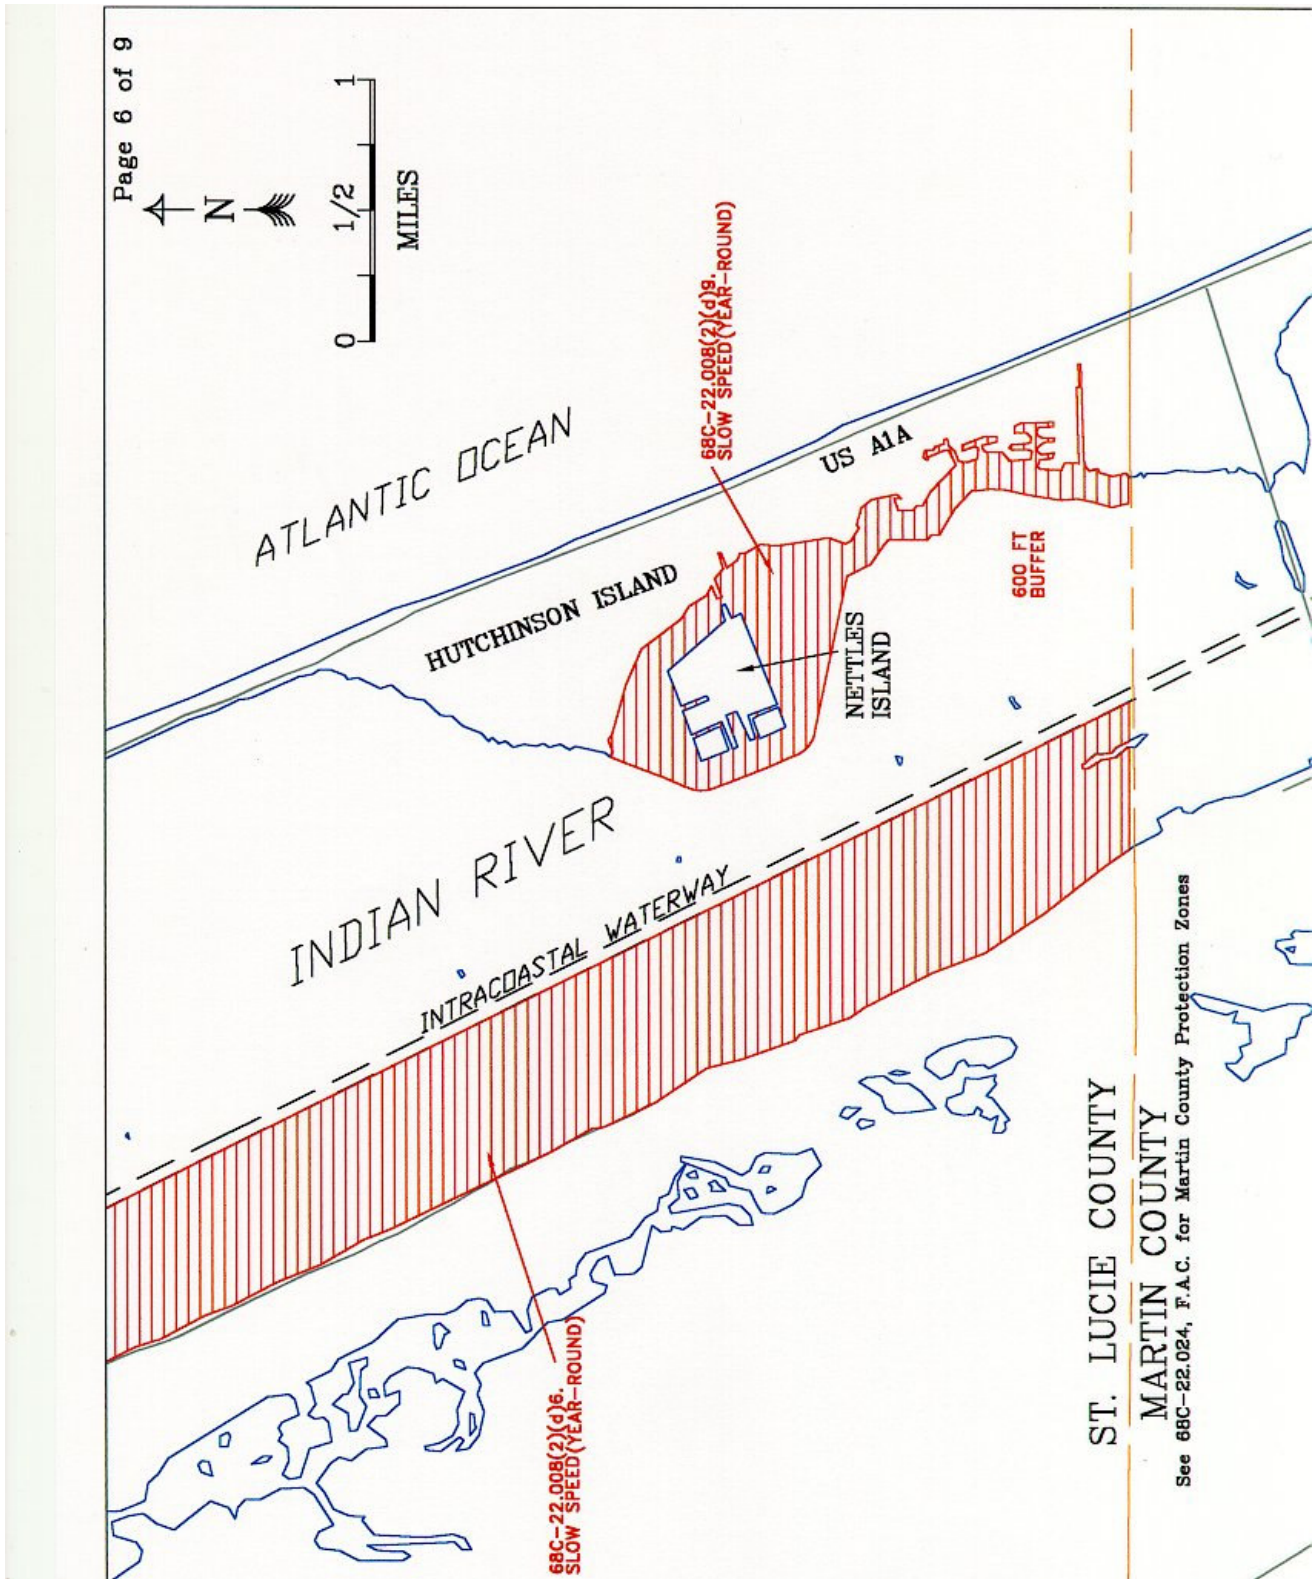 Page 6 of 9
N
0 1/2 1
MILES
ATLANTIC OCEAN
68C-22.008(2)(d)9.
SLOW SPEED(YEAR-ROUND)
US A1A
HUTCHINSON ISLAND
600 FT
BUFFER
NETTLES
ISLAND
INDIAN RIVER
INTRACOASTAL WATERWAY
68C-22.008(2)(d)6.
SLOW SPEED(YEAR-ROUND)
ST. LUCIE COUNTY
MARTIN COUNTY
See 68C-22.024, F.A.C. for Martin County Protection Zones